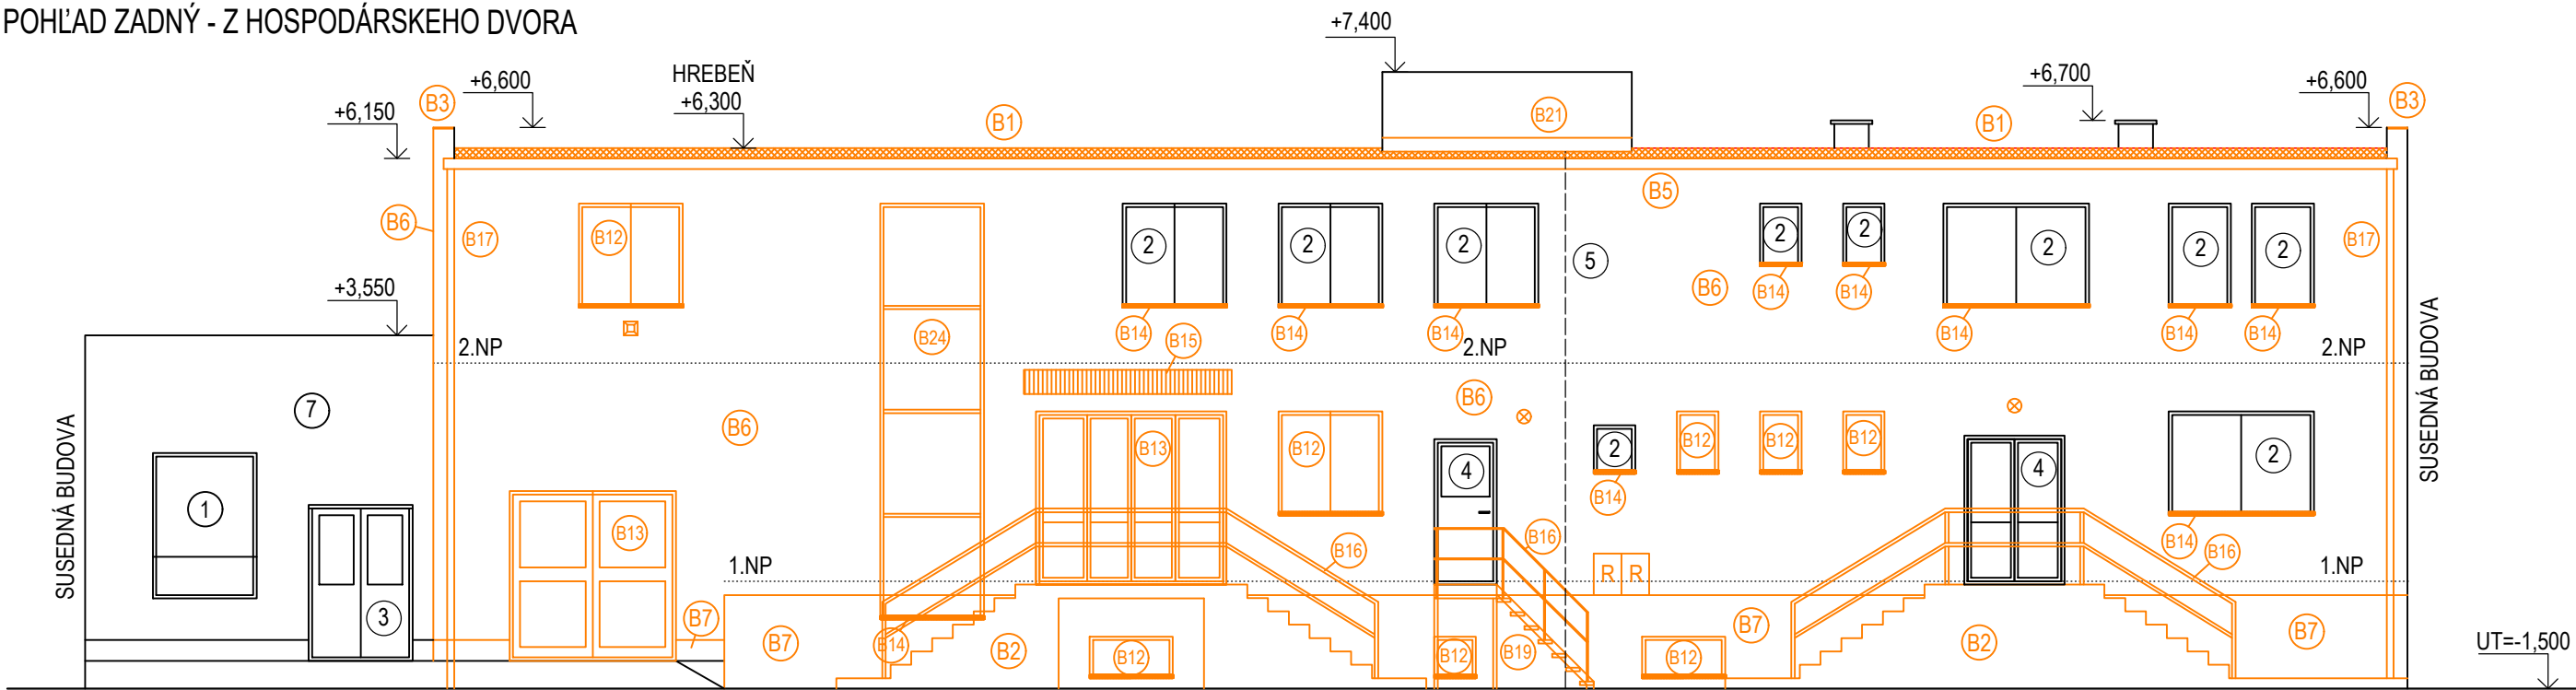 POHĽAD ZADNÝ - Z HOSPODÁRSKEHO DVORA
+7,400
HREBEŇ
+6,600
+6,300
+6,150
+6,700
+6,600
B3
B1
B21
B1
B3
B5
B6
B17
B12
2
2
2
5
2
2
2
2
2
B17
B6
B14
B14
+3,550
B24
B14
B15
B14
B14
B14
B14
B14
2.NP
2.NP
2.NP
SUSEDNÁ BUDOVA
SUSEDNÁ BUDOVA
7
B6
B6
B13
B12
4
2
B12
B12
B12
4
2
1
B13
B14
B16
B16
B14
B16
1.NP
R R
1.NP
3
B7
B7
B14
B2
B12
B12
B19
B12
B7
B2
B7
UT=-1,500